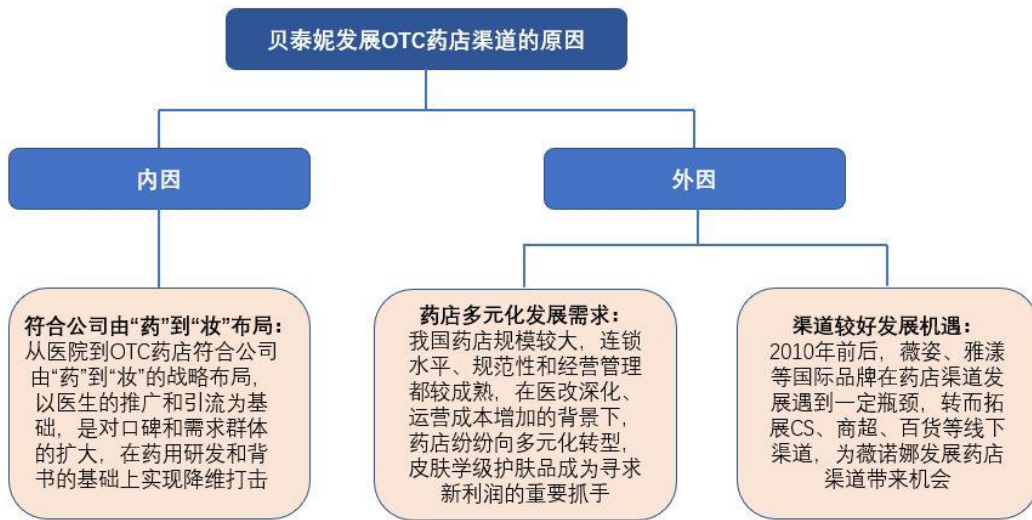 贝泰妮发展OTC药店渠道的原因
内因
外因
符合公司由“药”到“妆”布局：
从医院到OTC药店符合公司
由“药”到“妆”的战略布局，
以医生的推广和引流为基
础，是对口碑和需求群体
的扩大，在药用研发和背
书的基础上实现降维打击
药店多元化发展需求：
我国药店规模较大，连锁
水平、规范性和经营管理
都较成熟，在医改深化、
运营成本增加的背景下，
药店纷纷向多元化转型，
皮肤学级护肤品成为寻求
新利润的重要抓手
渠道较好发展机遇：
2010年前后，薇姿、雅漾
等国际品牌在药店渠道发
展遇到一定瓶颈，转而拓
展CS、商超、百货等线下
渠道，为薇诺娜发展药店
渠道带来机会